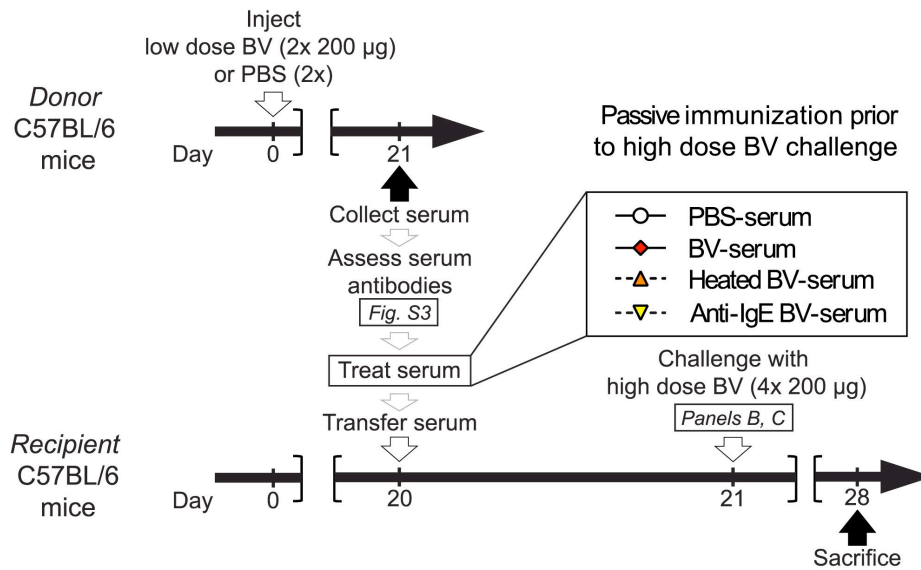 Inject
low dose BV (2x 200 µg)
or PBS (2x)
Donor
C57BL/6
mice
Day
0
21
Passive immunization prior
to high dose BV challenge
Collect serum
Assess serum
antibodies
Fig. S3
Treat serum
Transfer serum
PBS-serum
BV-serum
Heated BV-serum
Anti-IgE BV-serum
Challenge with
high dose BV (4x 200 µg)
Panels B, C
Recipient
C57BL/6
mice
Day
0
20
21
28
Sacrifice